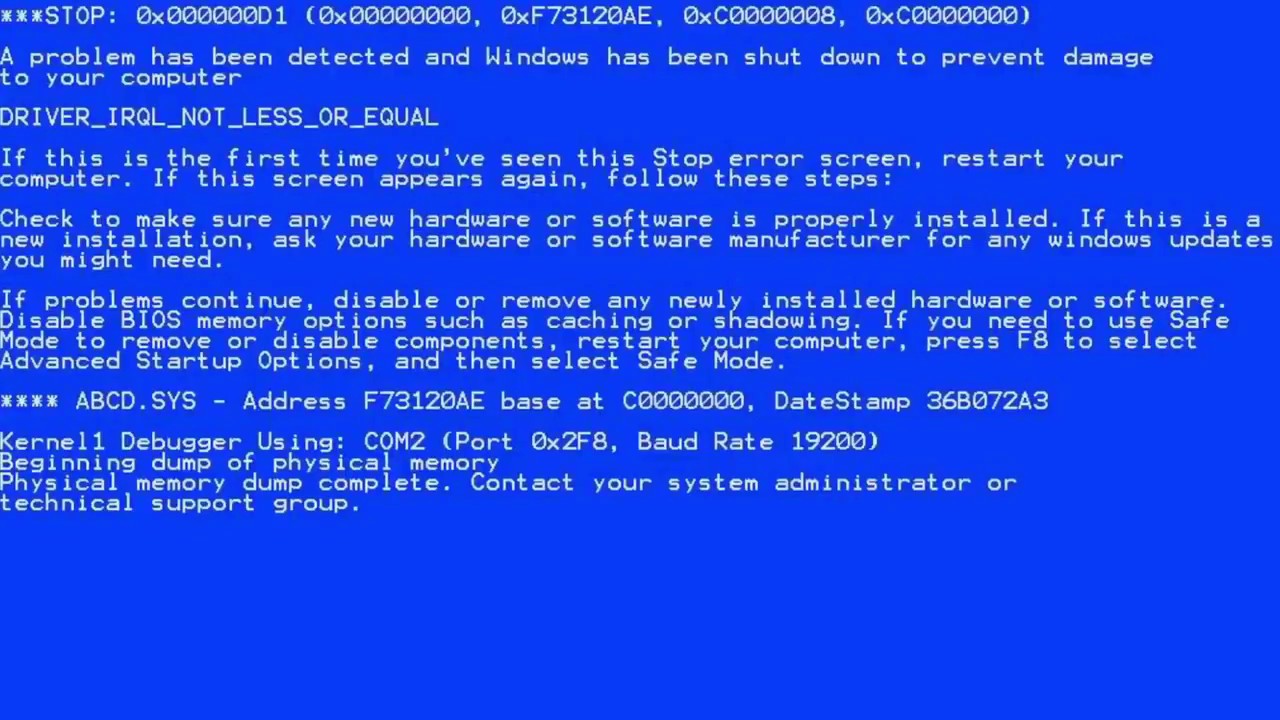 ***STOP: 0x000000D1 (0x00000000, 0xF73120AE, 0xC0000008, 0xC0000000)
A problem has been detected and Windows has been shut down to prevent damage
to your computer
DRIVER_IRQL_NOT_LESS_OR_EQUAL
If this is the first time you've seen this Stop error screen, restart your
computer. If this screen appears again, follow these steps:
Check to make sure any new hardware or software is properly installed. If this is a
new installation, ask your hardware or software manufacturer for any windows updates
you might need.
If problems continue, disable or remove any newly installed hardware or software.
Disable BIOS memory options such as caching or shadowing. If you need to use Safe
Mode to remove or disable components, restart your computer, press F8 to select
Advanced Startup Options, and then select Safe Mode.
**** ABCD.SYS - Address F73120AE base at C0000000, DateStamp 36B072A3
Kernel1 Debugger Using: COM2 (Port 0x2F8, Baud Rate 19200)
Beginning dump of physical memory
Physical memory dump complete. Contact your system administrator or
technical support group.